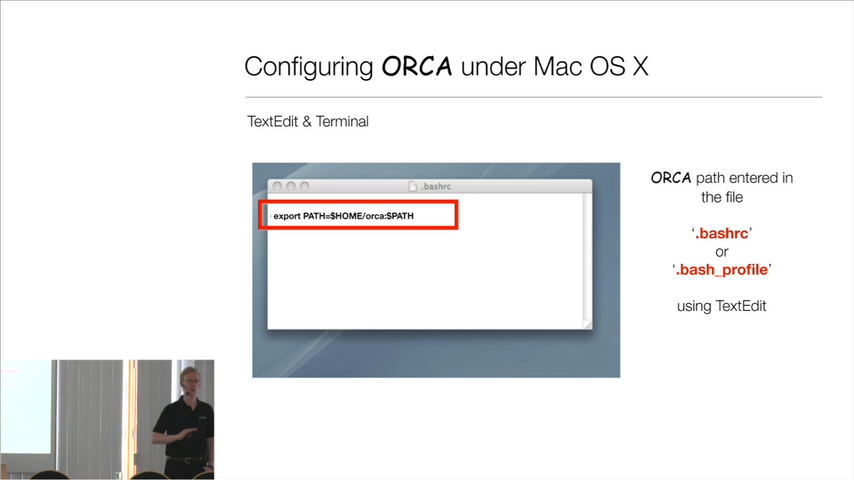 Configuring ORCA under Mac OS X
TextEdit & Terminal
.bashrc
export PATH=$HOME/orca:$PATH
ORCA path entered in
the file
‘.bashrc’
or
‘.bash_profile’
using TextEdit